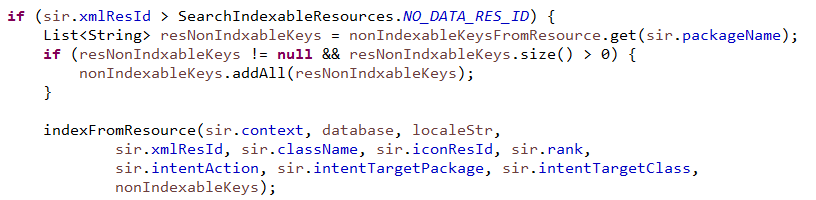 if (sir.xmlResId > SearchIndexableResources.NO_DATA_RES_ID) {
    List<String> resNonIndxableKeys = nonIndexableKeysFromResource.get(sir.packageName);
    if (resNonIndxableKeys != null && resNonIndxableKeys.size() > 0) {
        nonIndexableKeys.addAll(resNonIndxableKeys);
    }

    indexFromResource(sir.context, database, localeStr,
            sir.xmlResId, sir.className, sir.iconResId, sir.rank,
            sir.intentAction, sir.intentTargetPackage, sir.intentTargetClass,
            nonIndexableKeys);